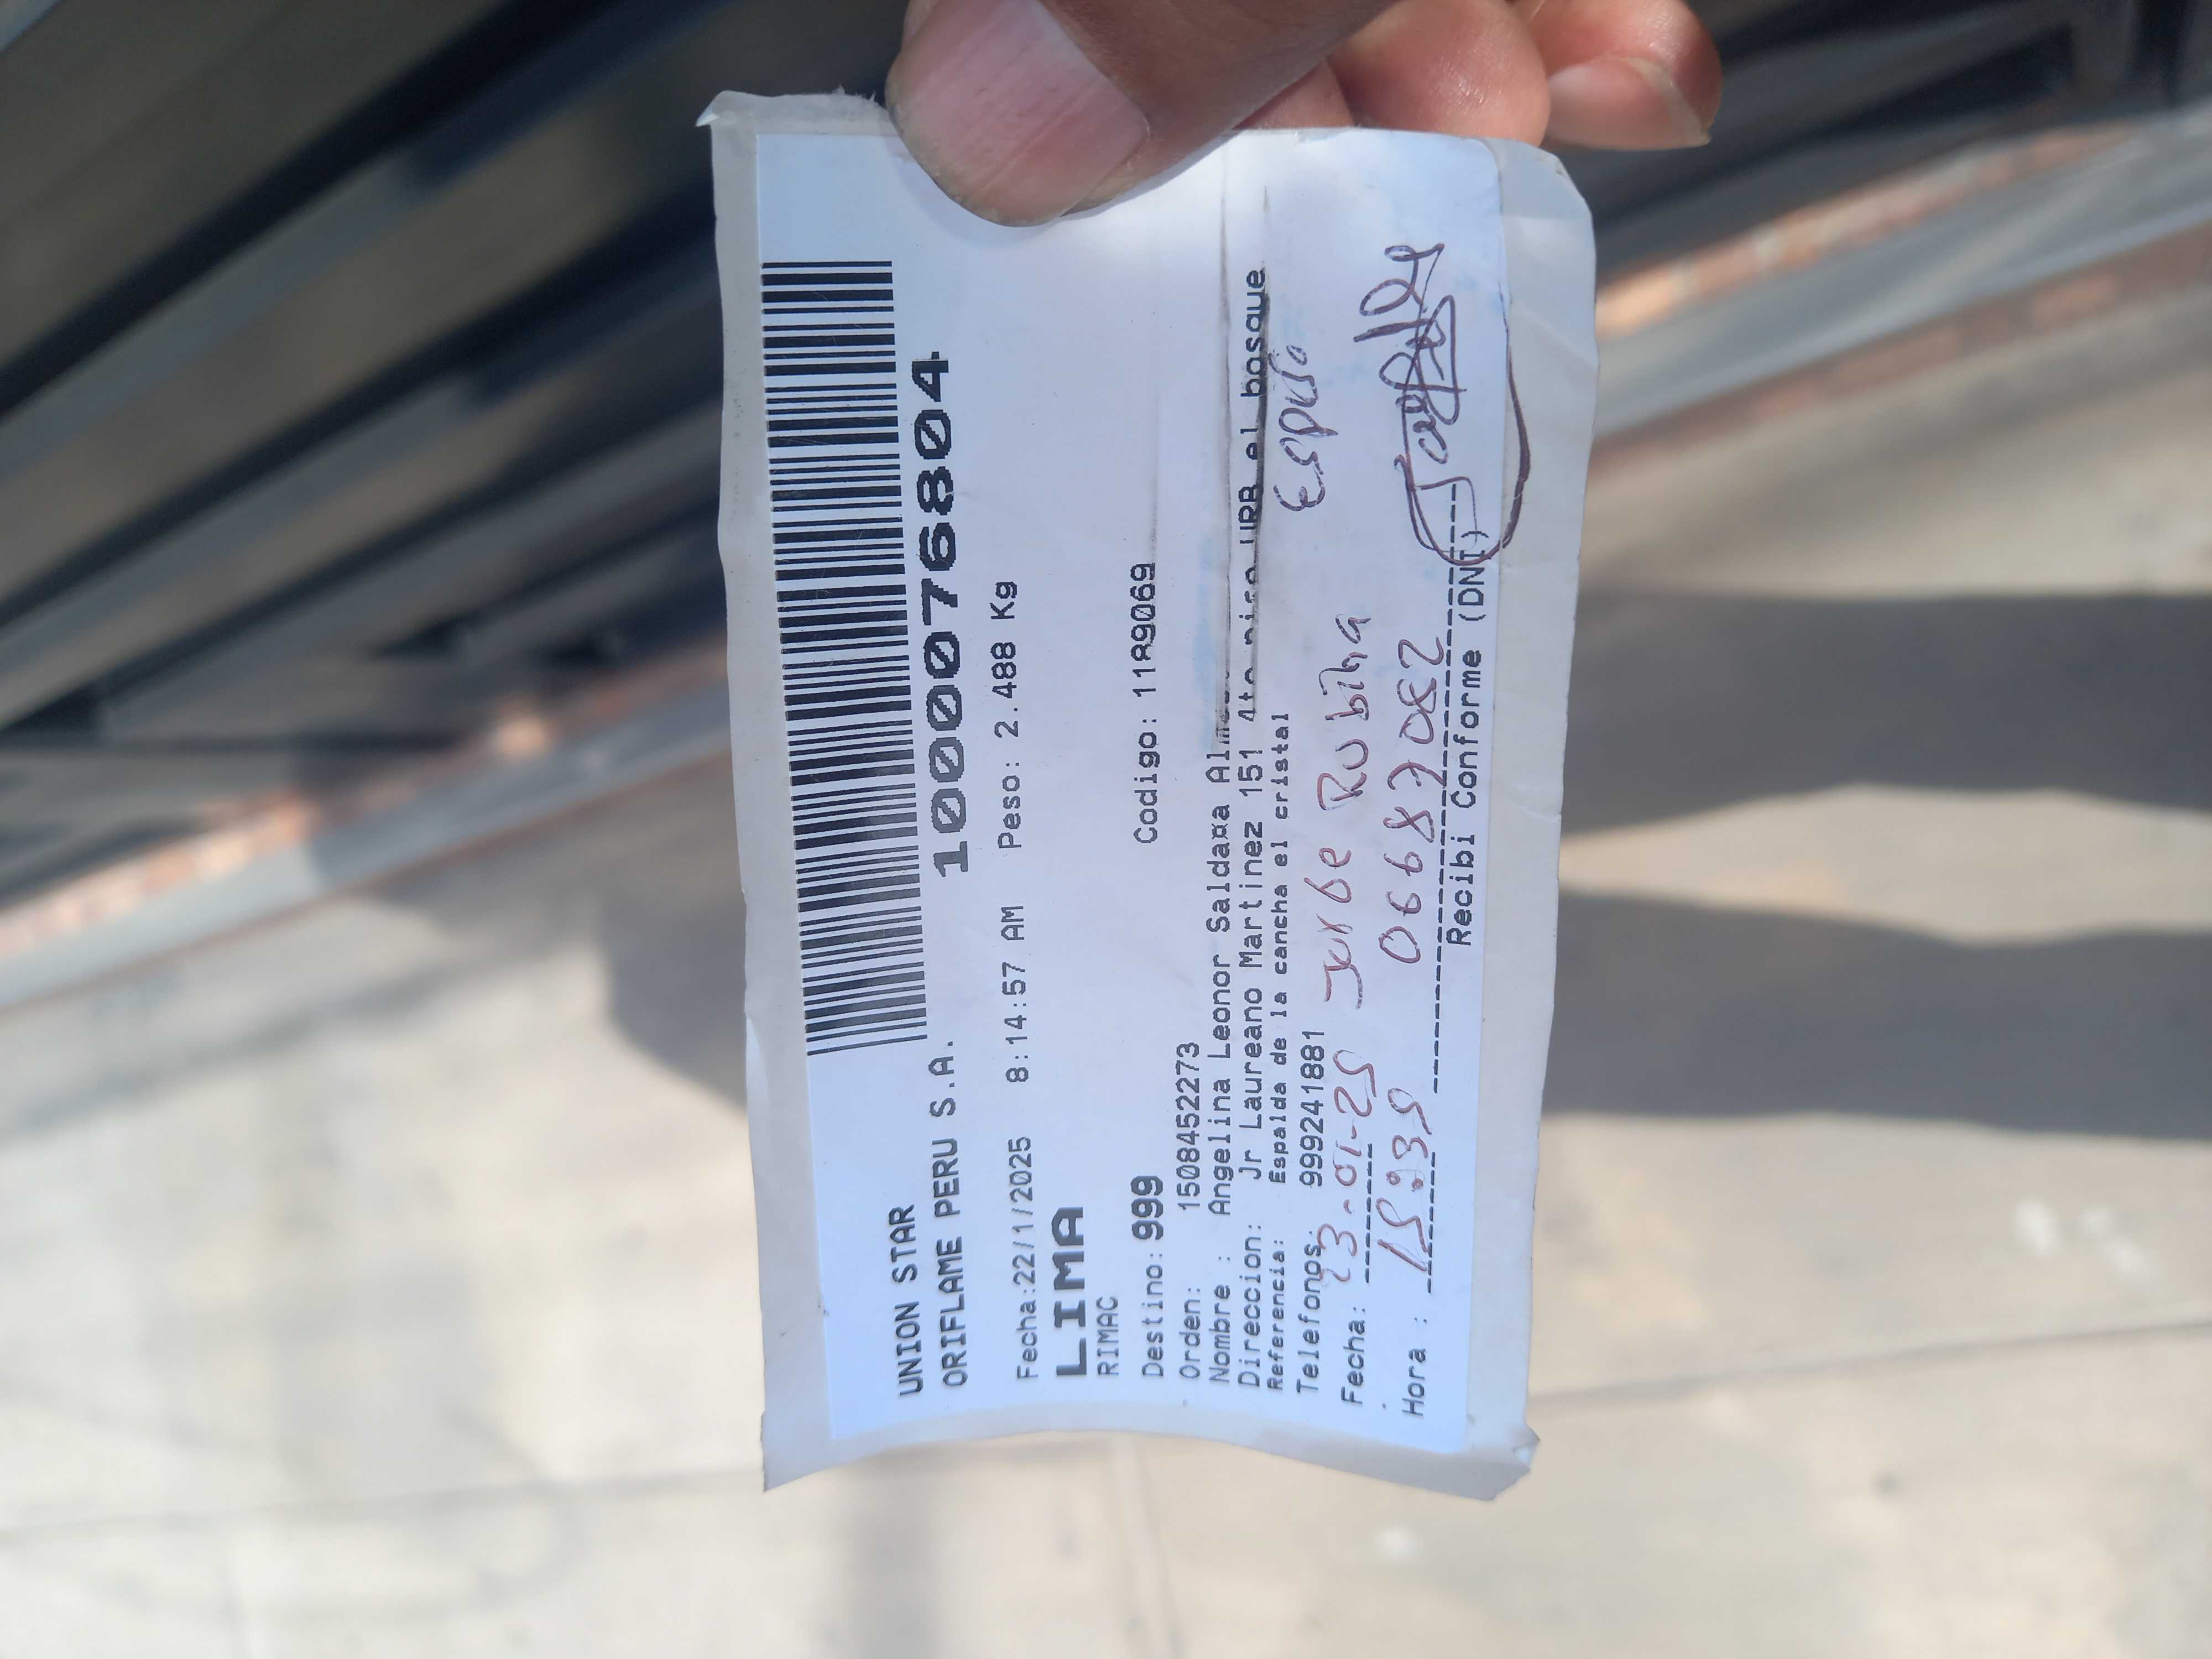 UNION STAR
ORIFLAME PERU S.A. 1000076804
Fecha:22/1/2025 8:14:57 AM Peso: 2.488 Kg
LIMA
RIMAC
Destino: 999 Codigo: 11A9069
Orden: 1508452273
Nombre : Angelina Leonor Saldaña
Direccion: Jr Laureano Martinez 151 4to piso URB el bosque
Referencia: Espalda de la cancha el cristal
Esposo
Telefonos: 999241881
Fecha: 23-01-25 Jorge Rubiña
Hora : 15:35 06687082
Recibi Conforme (DNI)